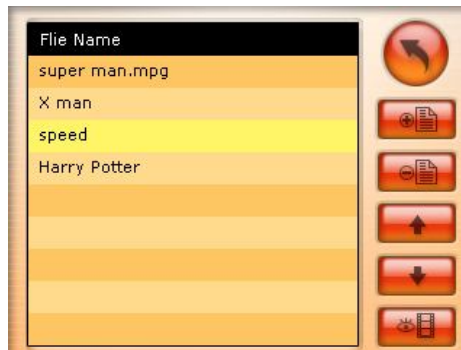 Flie Name
super man.mpg
X man
speed
Harry Potter